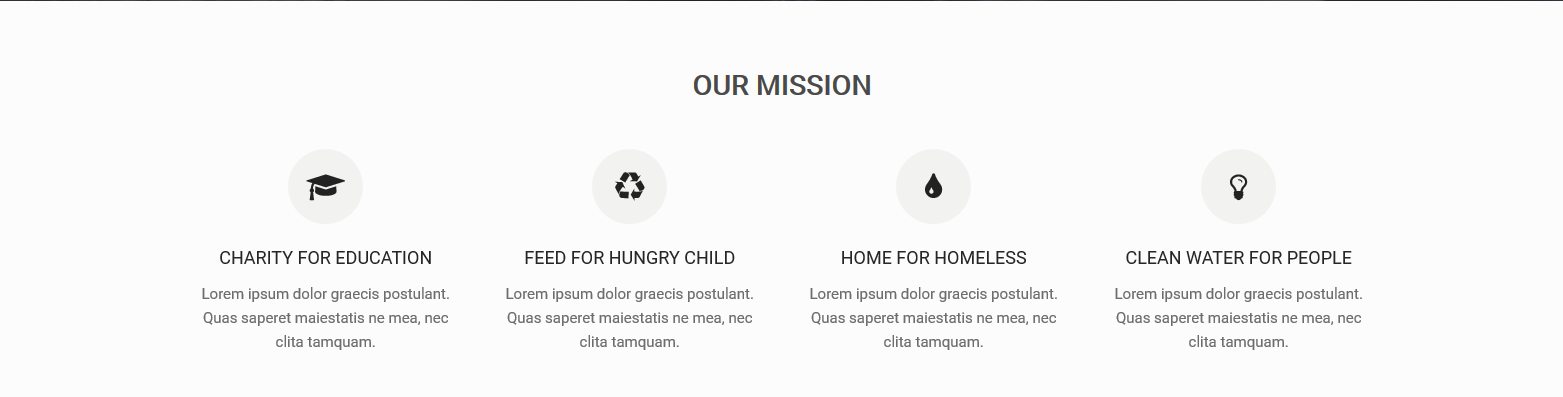 OUR MISSION
CHARITY FOR EDUCATION
Lorem ipsum dolor graecis postulant.
Quas saperet maiestatis ne mea, nec
clita tamquam.
FEED FOR HUNGRY CHILD
Lorem ipsum dolor graecis postulant.
Quas saperet maiestatis ne mea, nec
clita tamquam.
HOME FOR HOMELESS
Lorem ipsum dolor graecis postulant.
Quas saperet maiestatis ne mea, nec
clita tamquam.
CLEAN WATER FOR PEOPLE
Lorem ipsum dolor graecis postulant.
Quas saperet maiestatis ne mea, nec
clita tamquam.